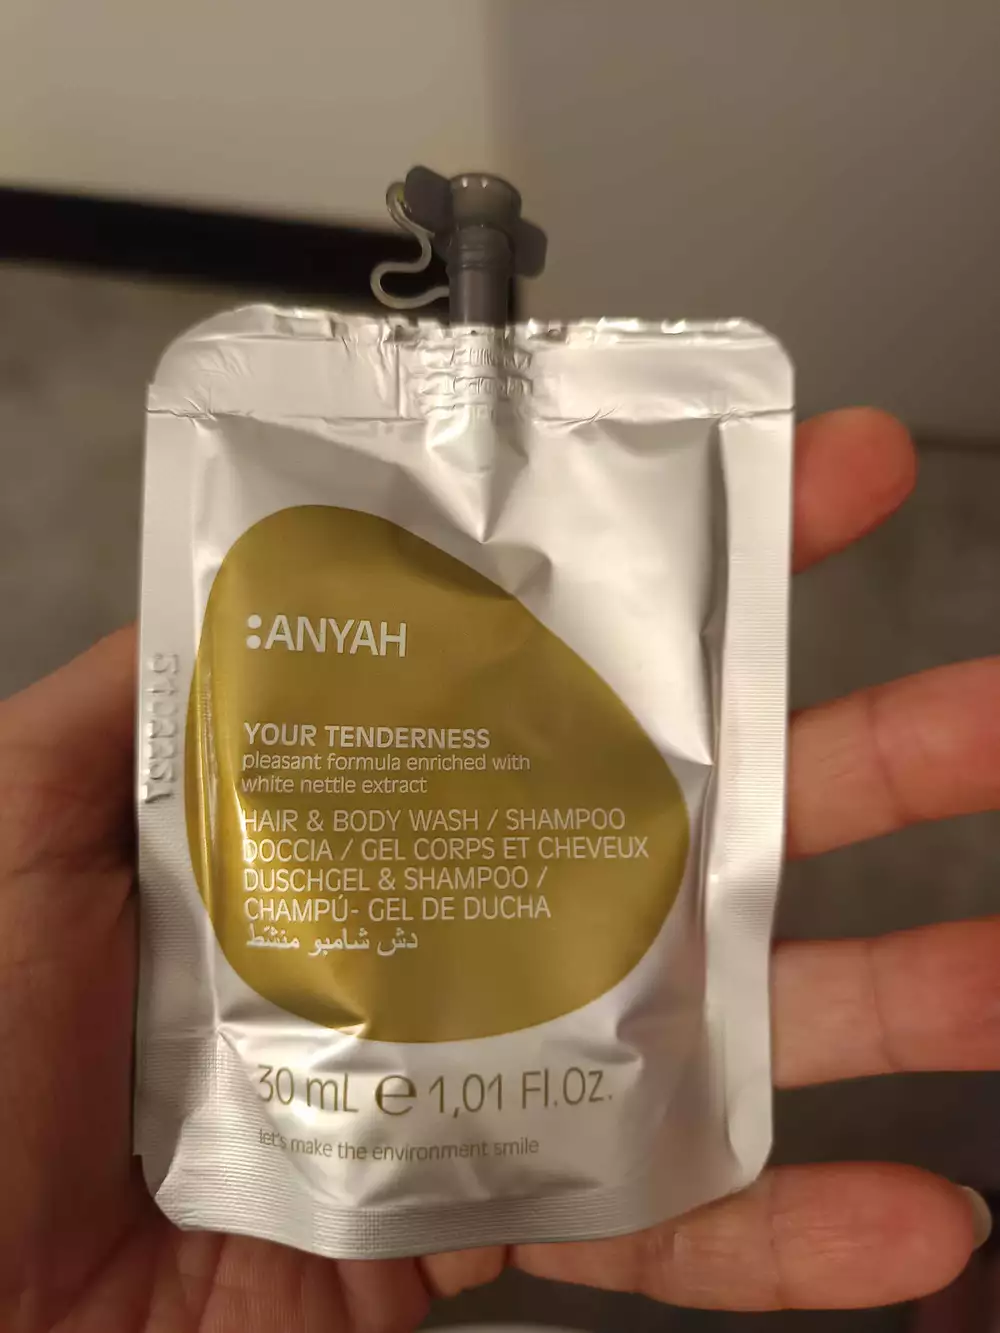 :ANYAH
YOUR TENDERNESS
pleasant formula enriched with
white nettle extract
HAIR & BODY WASH / SHAMPOO
DOCCIA / GEL CORPS ET CHEVEUX
DUSCHGEL & SHAMPOO /
CHAMPÚ- GEL DE DUCHA
دش شامبو منشّط
30 mL e 1,01 Fl.Oz.
let's make the environment smile